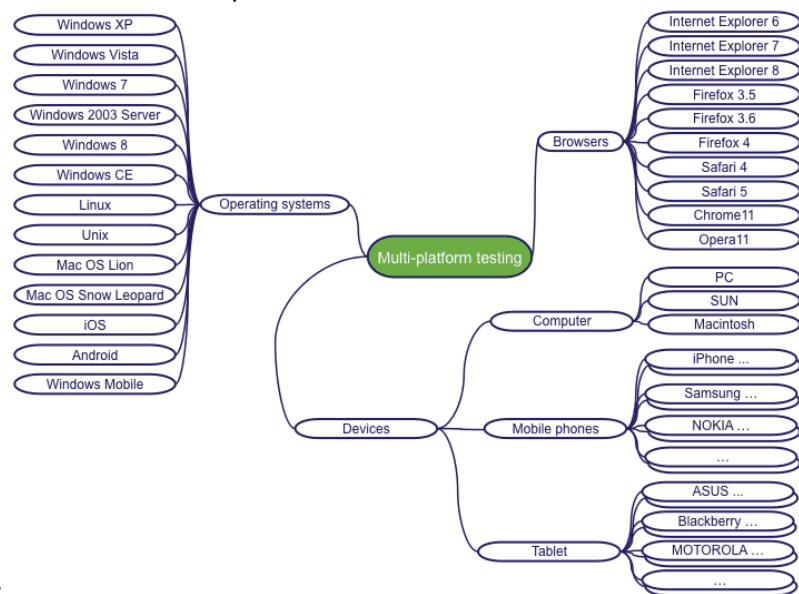 Windows XP
Windows Vista
Windows 7
Windows 2003 Server
Windows 8
Windows CE
Linux
Unix
Mac OS Lion
Mac OS Snow Leopard
iOS
Android
Windows Mobile
Operating systems
Multi-platform testing
Browsers
Internet Explorer 6
Internet Explorer 7
Internet Explorer 8
Firefox 3.5
Firefox 3.6
Firefox 4
Safari 4
Safari 5
Chrome11
Opera11
Devices
Computer
PC
SUN
Macintosh
Mobile phones
iPhone ...
Samsung ...
NOKIA ...
...
Tablet
ASUS ...
Blackberry ...
MOTOROLA ...
...